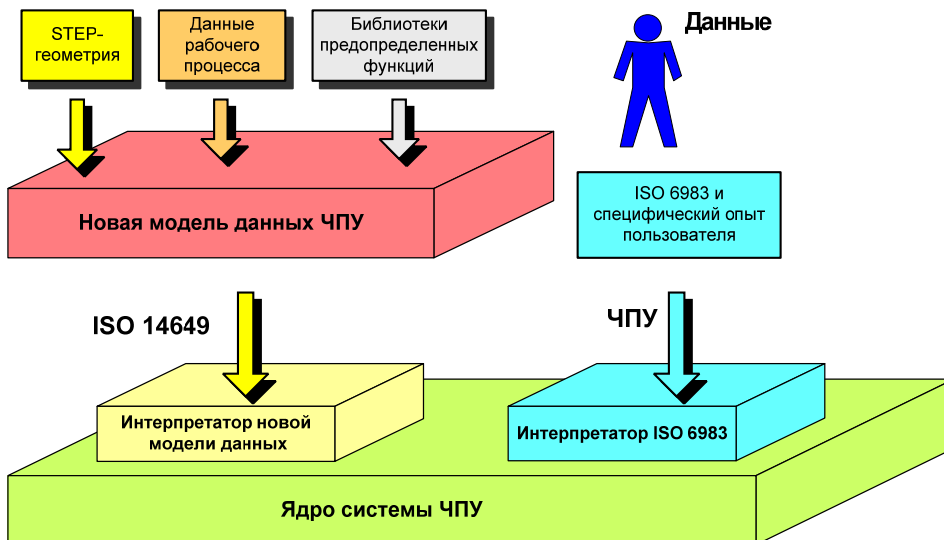 STEP-
геометрия
Данные
рабочего
процесса
Библиотеки
предопределенных
функций
Данные
Новая модель данных ЧПУ
ISO 6983 и
специфический опыт
пользователя
ISO 14649
ЧПУ
Интерпретатор новой
модели данных
Интерпретатор ISO 6983
Ядро системы ЧПУ